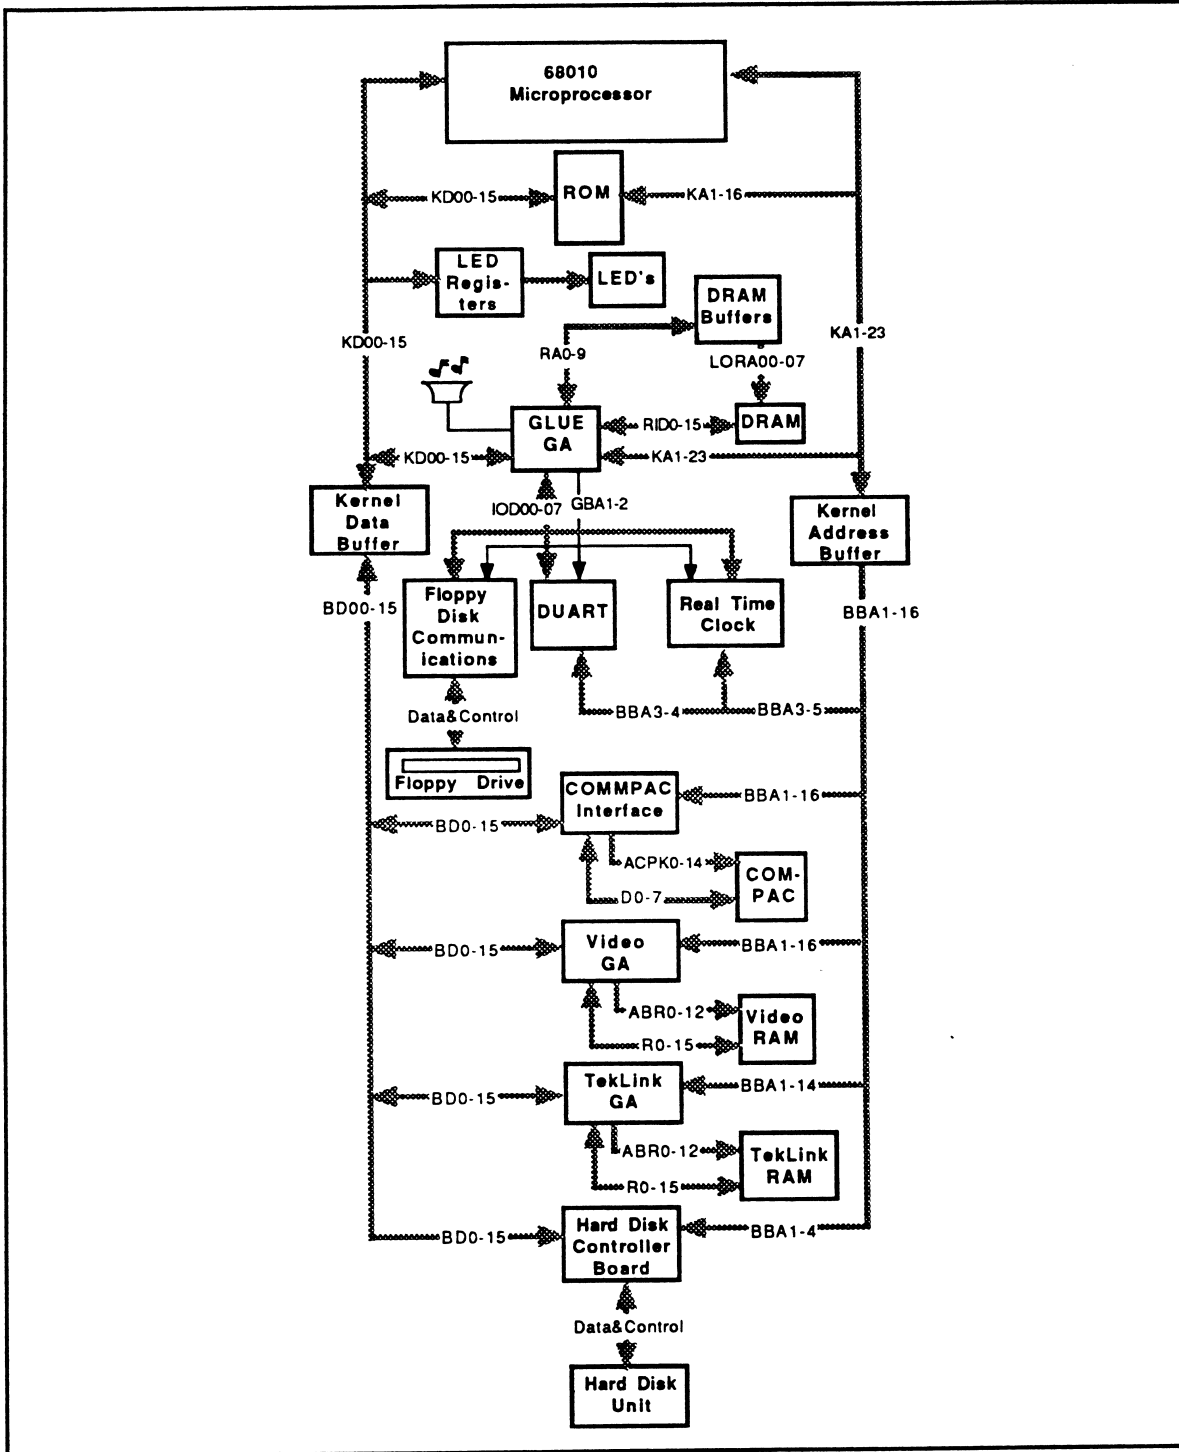 68010
Microprocessor
KD00-15
ROM
KA1-16
LED
Regis-
ters
LED's
DRAM
Buffers
KD00-15
RA0-9
LORA00-07
KA1-23
GLUE
GA
RID0-15
DRAM
KD00-15
KA1-23
Kernel
Data
Buffer
IOD00-07
GBA1-2
Kernel
Address
Buffer
BD00-15
Floppy
Disk
Commun-
ications
DUART
Real Time
Clock
BBA1-16
Data&Control
BBA3-4
BBA3-5
Floppy Drive
COMMPAC
Interface
BBA1-16
BD0-15
ACPK0-14
D0-7
COM-
PAC
BD0-15
Video
GA
BBA1-16
ABR0-12
R0-15
Video
RAM
BD0-15
TekLink
GA
BBA1-14
ABR0-12
R0-15
TekLink
RAM
BD0-15
Hard Disk
Controller
Board
BBA1-4
Data&Control
Hard Disk
Unit